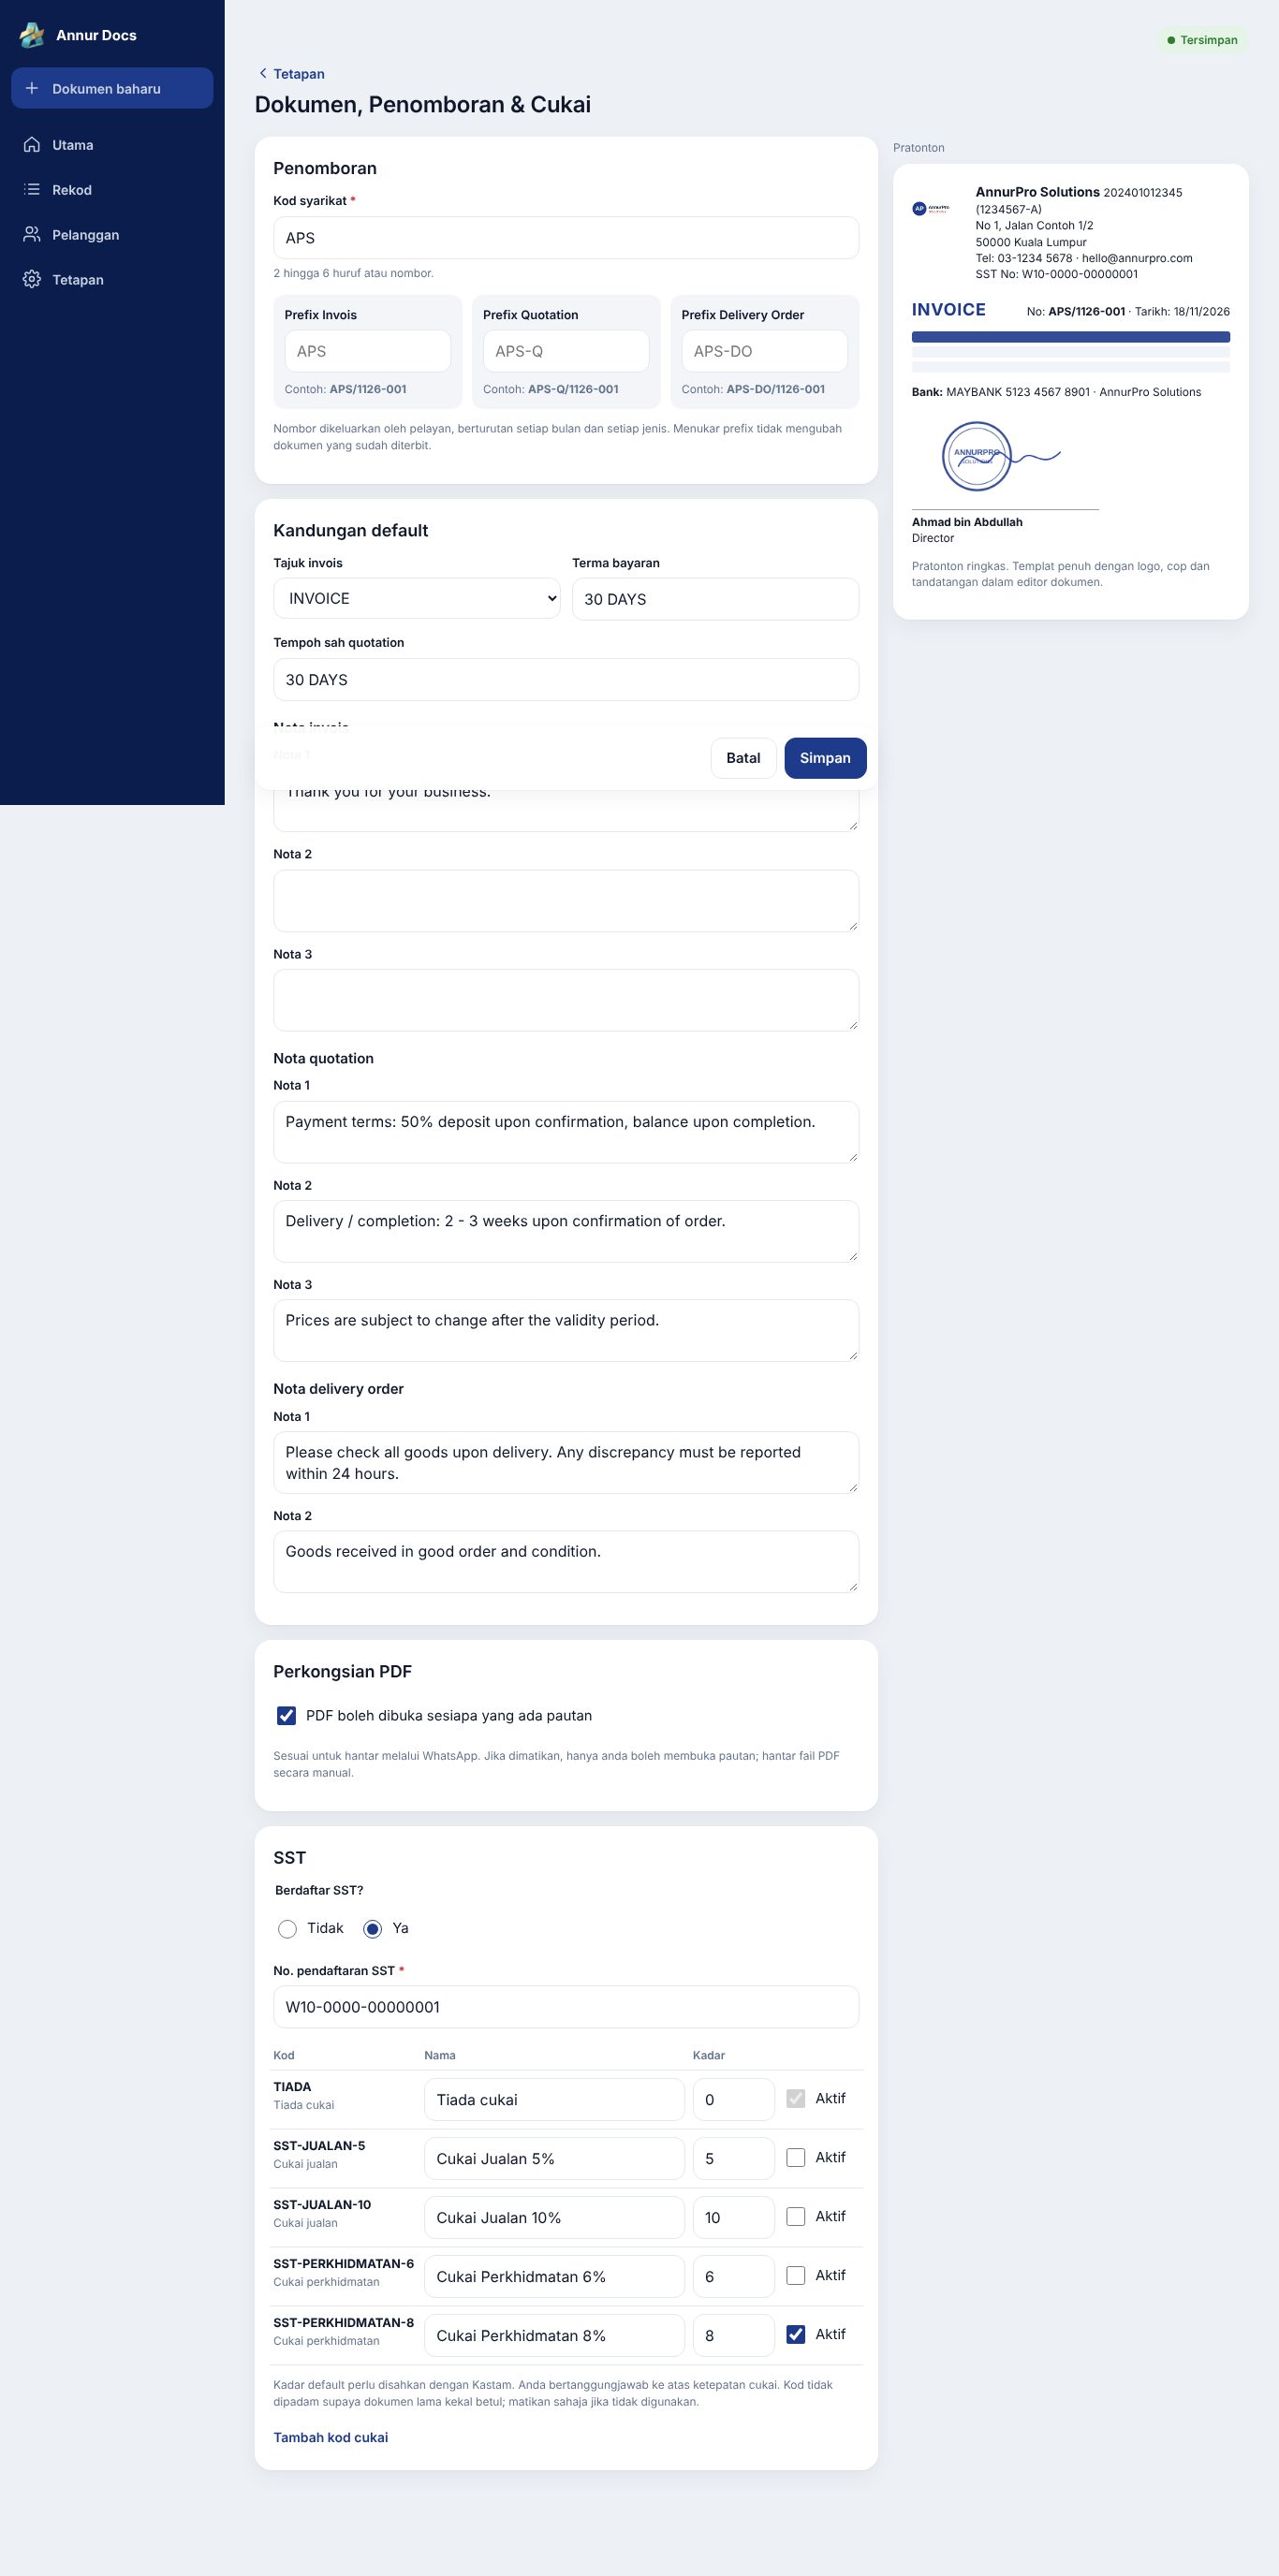 Annur Docs
Dokumen baharu
Utama
Rekod
Pelanggan
Tetapan
Tersimpan
Tetapan
Dokumen, Penomboran & Cukai
Penomboran
Kod syarikat *
APS
2 hingga 6 huruf atau nombor.
Prefix Invois
APS
Contoh: APS/1126-001
Prefix Quotation
APS-Q
Contoh: APS-Q/1126-001
Prefix Delivery Order
APS-DO
Contoh: APS-DO/1126-001
Nombor dikeluarkan oleh pelayan, berturutan setiap bulan dan setiap jenis. Menukar prefix tidak mengubah
dokumen yang sudah diterbit.
Kandungan default
Tajuk invois
INVOICE
Terma bayaran
30 DAYS
Tempoh sah quotation
30 DAYS
Nota invois
Nota 1
Batal
Simpan
Thank you for your business.
Nota 2
Nota 3
Nota quotation
Nota 1
Payment terms: 50% deposit upon confirmation, balance upon completion.
Nota 2
Delivery / completion: 2 - 3 weeks upon confirmation of order.
Nota 3
Prices are subject to change after the validity period.
Nota delivery order
Nota 1
Please check all goods upon delivery. Any discrepancy must be reported
within 24 hours.
Nota 2
Goods received in good order and condition.
Perkongsian PDF
PDF boleh dibuka sesiapa yang ada pautan
Sesuai untuk hantar melalui WhatsApp. Jika dimatikan, hanya anda boleh membuka pautan; hantar fail PDF
secara manual.
SST
Berdaftar SST?
Tidak
Ya
No. pendaftaran SST *
W10-0000-00000001
Kod Nama Kadar
TIADA
Tiada cukai
Tiada cukai
0
Aktif
SST-JUALAN-5
Cukai jualan
Cukai Jualan 5%
5
Aktif
SST-JUALAN-10
Cukai jualan
Cukai Jualan 10%
10
Aktif
SST-PERKHIDMATAN-6
Cukai perkhidmatan
Cukai Perkhidmatan 6%
6
Aktif
SST-PERKHIDMATAN-8
Cukai perkhidmatan
Cukai Perkhidmatan 8%
8
Aktif
Kadar default perlu disahkan dengan Kastam. Anda bertanggungjawab ke atas ketepatan cukai. Kod tidak
dipadam supaya dokumen lama kekal betul; matikan sahaja jika tidak digunakan.
Tambah kod cukai
Pratonton
AP
AnnurPro Solutions 202401012345
(1234567-A)
No 1, Jalan Contoh 1/2
50000 Kuala Lumpur
Tel: 03-1234 5678 · hello@annurpro.com
SST No: W10-0000-00000001
INVOICE
No: APS/1126-001 · Tarikh: 18/11/2026
Bank: MAYBANK 5123 4567 8901 · AnnurPro Solutions
ANNURPRO
SOLUTIONS
Ahmad bin Abdullah
Director
Pratonton ringkas. Templat penuh dengan logo, cop dan
tandatangan dalam editor dokumen.